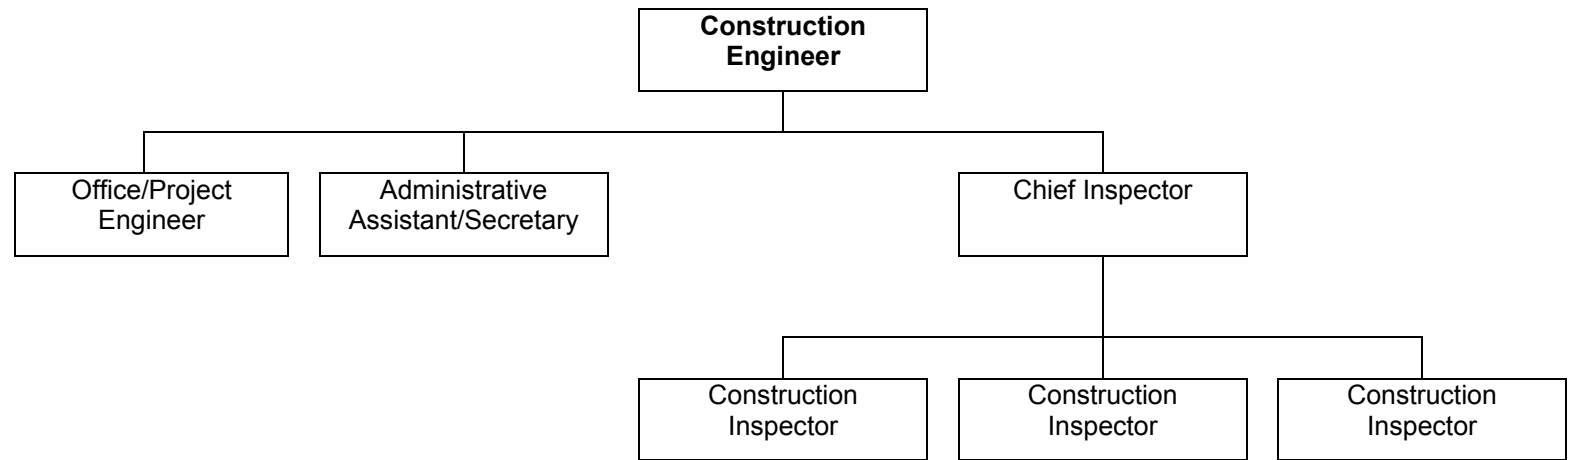 Construction
Engineer
Office/Project
Engineer
Administrative
Assistant/Secretary
Chief Inspector
Construction
Inspector
Construction
Inspector
Construction
Inspector